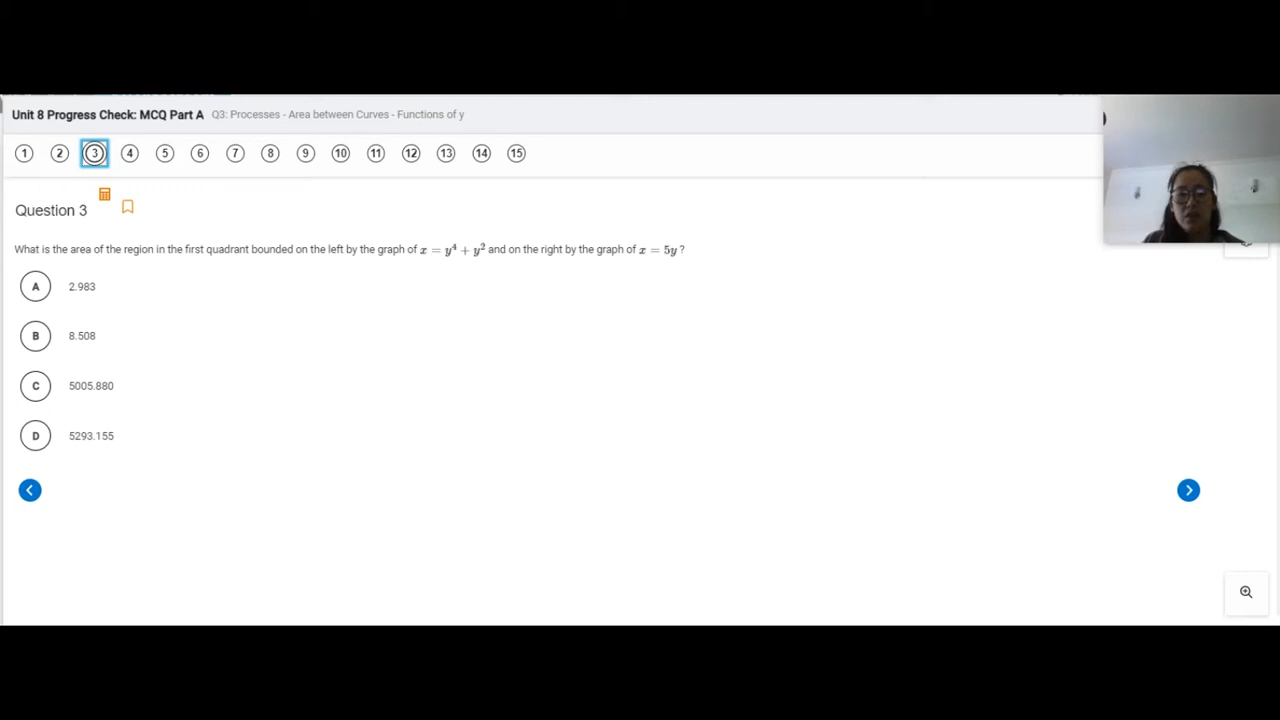 Unit 8 Progress Check: MCQ Part A Q3: Processes - Area between Curves - Functions of y
1 2 3 4 5 6 7 8 9 10 11 12 13 14 15
Question 3
What is the area of the region in the first quadrant bounded on the left by the graph of x = y⁴ + y² and on the right by the graph of x = 5y ?
A 2.983
B 8.508
C 5005.880
D 5293.155